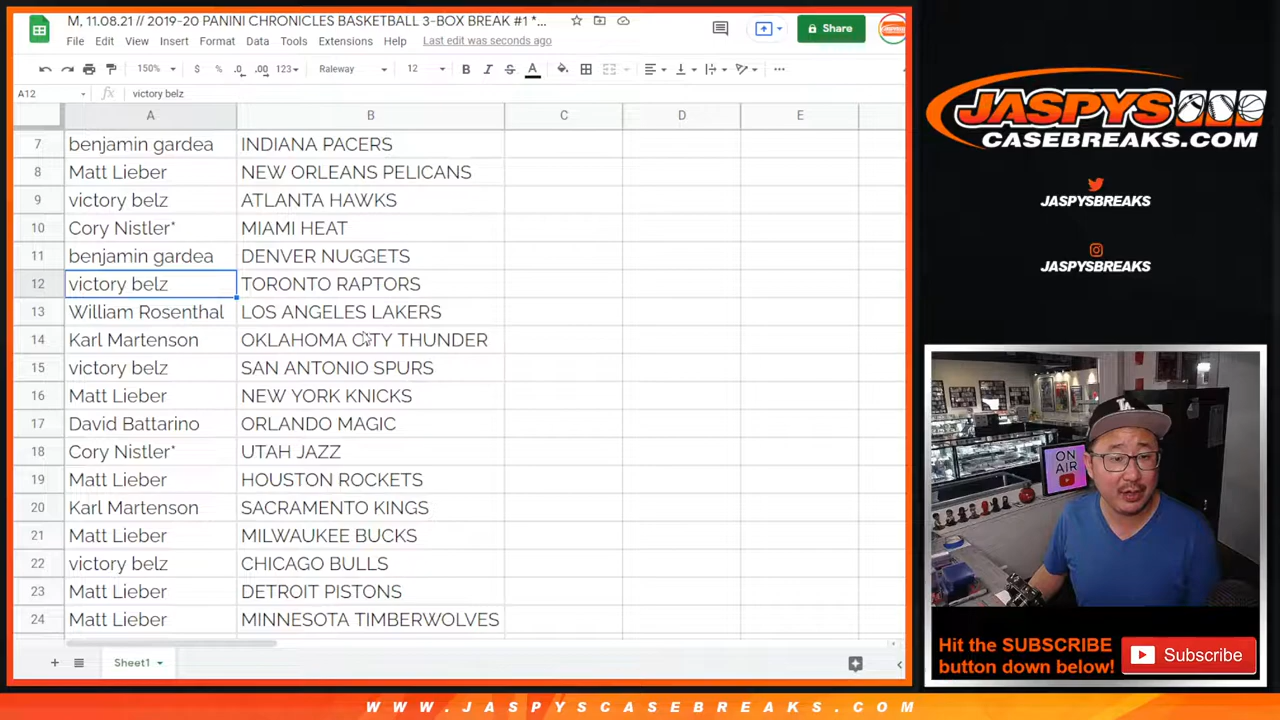 M, 11.08.21 // 2019-20 PANINI CHRONICLES BASKETBALL 3-BOX BREAK #1 *...
File Edit View Insert Format Data Tools Extensions Help Last edit was seconds ago
Share
150% $ % .0 .00 123 Raleway 12 B I S A
A12 fx victory belz
A B C D E
7 benjamin gardea INDIANA PACERS
8 Matt Lieber NEW ORLEANS PELICANS
9 victory belz ATLANTA HAWKS
10 Cory Nistler* MIAMI HEAT
11 benjamin gardea DENVER NUGGETS
12 victory belz TORONTO RAPTORS
13 William Rosenthal LOS ANGELES LAKERS
14 Karl Martenson OKLAHOMA CITY THUNDER
15 victory belz SAN ANTONIO SPURS
16 Matt Lieber NEW YORK KNICKS
17 David Battarino ORLANDO MAGIC
18 Cory Nistler* UTAH JAZZ
19 Matt Lieber HOUSTON ROCKETS
20 Karl Martenson SACRAMENTO KINGS
21 Matt Lieber MILWAUKEE BUCKS
22 victory belz CHICAGO BULLS
23 Matt Lieber DETROIT PISTONS
24 Matt Lieber MINNESOTA TIMBERWOLVES
Sheet1
JASPYS
CASEBREAKS.COM
JASPYSBREAKS
JASPYSBREAKS
ON
AIR
LA
Hit the SUBSCRIBE
button down below!
Subscribe
WWW.JASPYSCASEBREAKS.COM